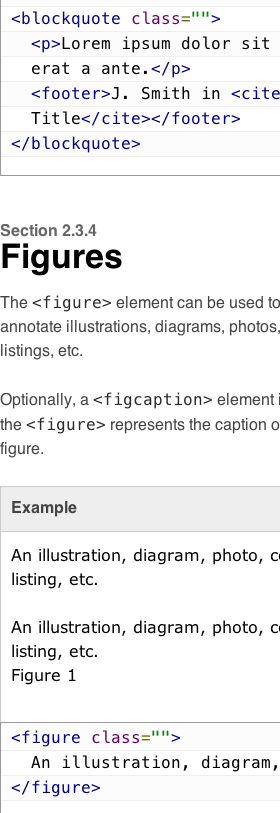 <blockquote class="">
<p>Lorem ipsum dolor sit
erat a ante.</p>
<footer>J. Smith in <cite
Title</cite></footer>
</blockquote>
Section 2.3.4
Figures
The <figure> element can be used to
annotate illustrations, diagrams, photos,
listings, etc.
Optionally, a <figcaption> element
the <figure> represents the caption
figure.
Example
An illustration, diagram, photo,
listing, etc.
An illustration, diagram, photo,
listing, etc.
Figure 1
<figure class="">
An illustration, diagram,
</figure>